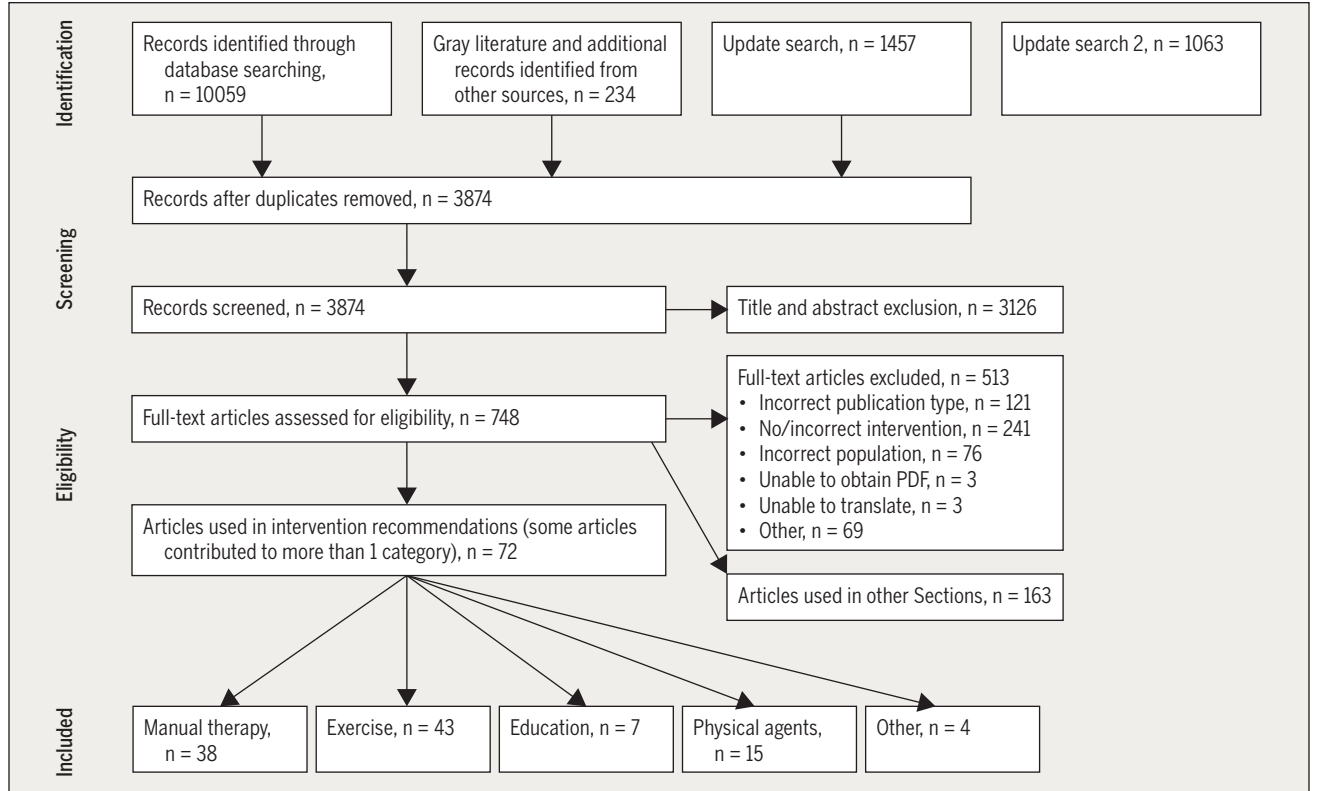 Identification
Records identified through
database searching,
n = 10059
Gray literature and additional
records identified from
other sources, n = 234
Update search, n = 1457
Update search 2, n = 1063
Records after duplicates removed, n = 3874
Screening
Records screened, n = 3874
Title and abstract exclusion, n = 3126
Eligibility
Full-text articles assessed for eligibility, n = 748
Full-text articles excluded, n = 513
• Incorrect publication type, n = 121
• No/incorrect intervention, n = 241
• Incorrect population, n = 76
• Unable to obtain PDF, n = 3
• Unable to translate, n = 3
• Other, n = 69
Articles used in intervention recommendations (some articles
contributed to more than 1 category), n = 72
Articles used in other Sections, n = 163
Included
Manual therapy,
n = 38
Exercise, n = 43
Education, n = 7
Physical agents,
n = 15
Other, n = 4